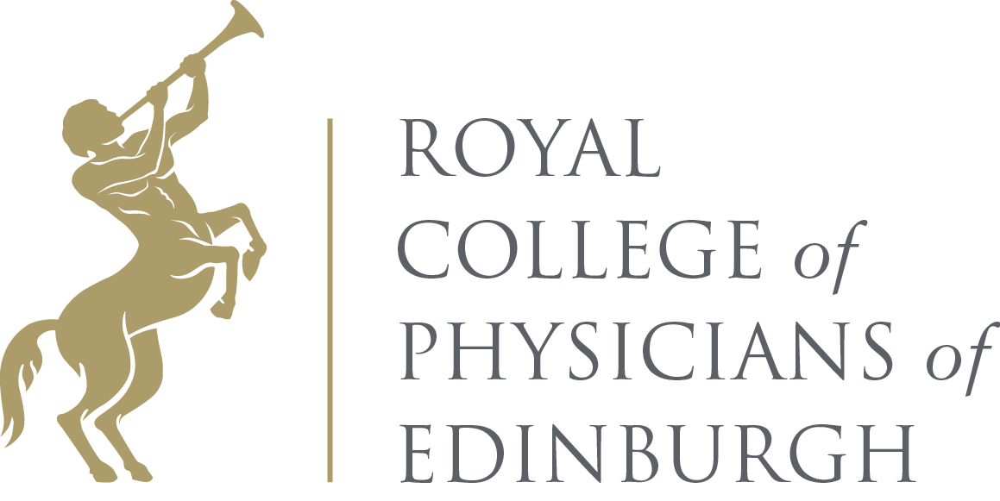 ROYAL
COLLEGE of
PHYSICIANS of
EDINBURGH